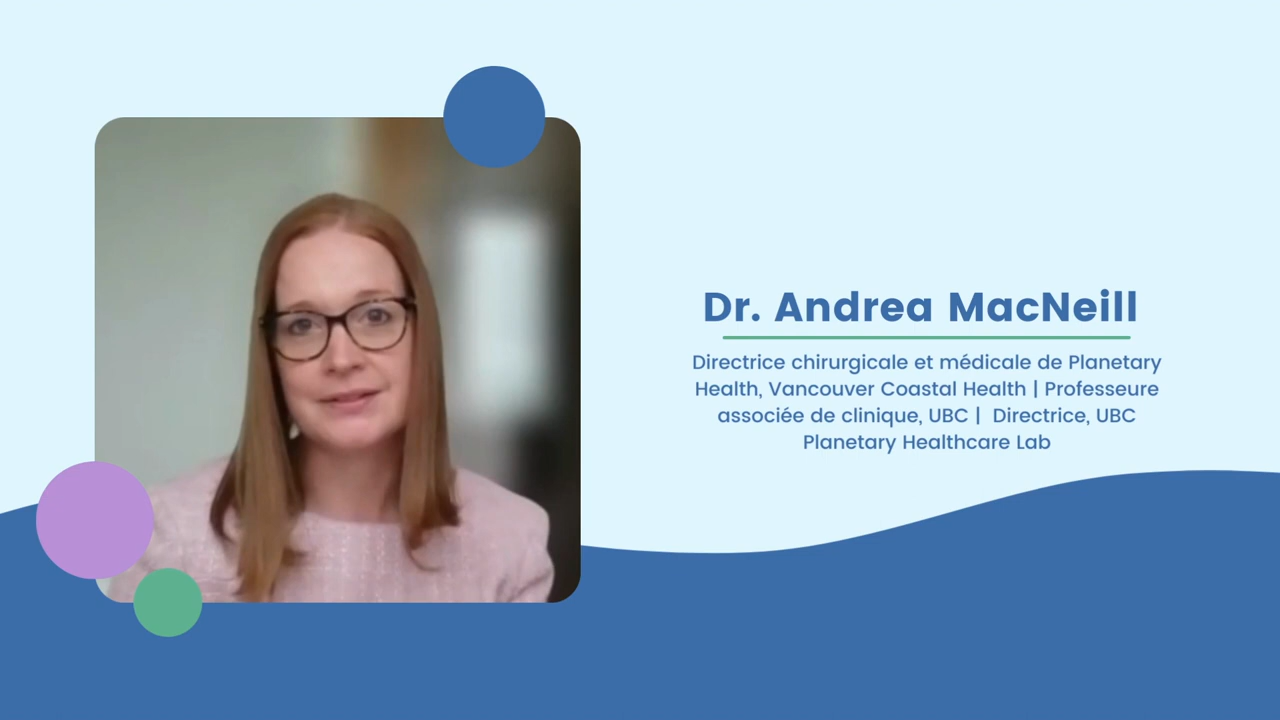 Dr. Andrea MacNeill
Directrice chirurgicale et médicale de Planetary
Health, Vancouver Coastal Health | Professeure
associée de clinique, UBC | Directrice, UBC
Planetary Healthcare Lab